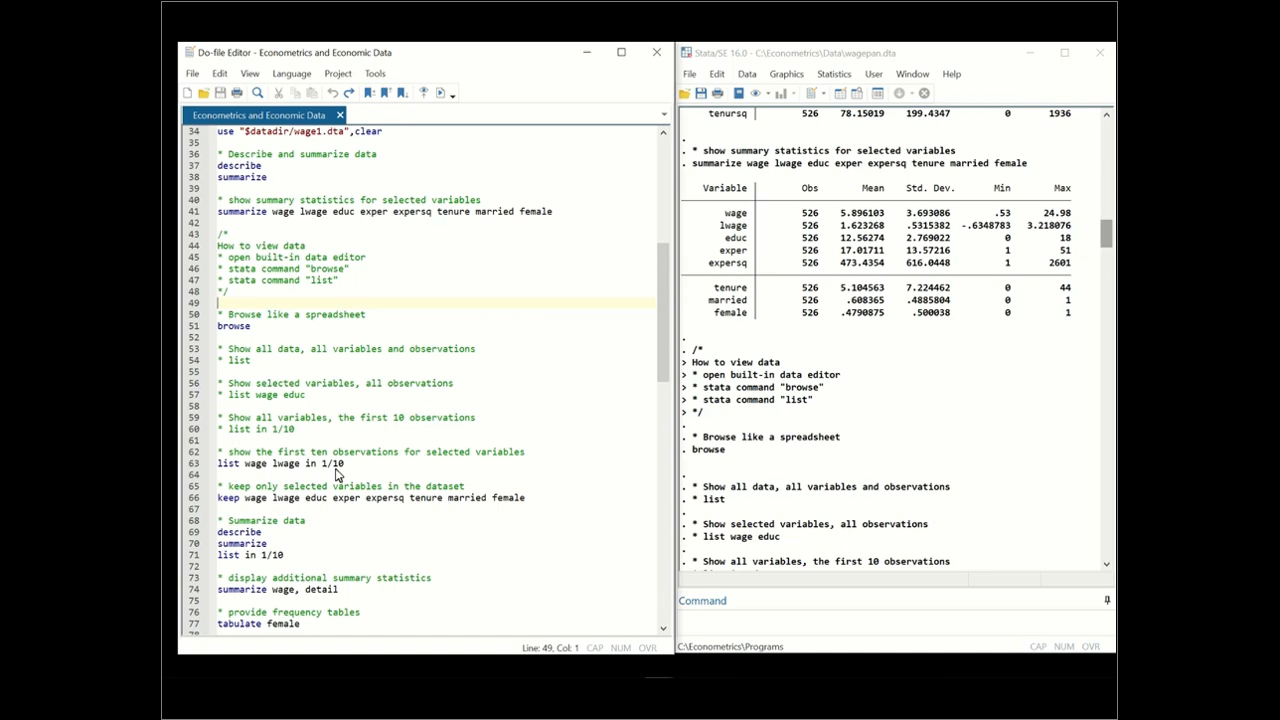 Do-file Editor - Econometrics and Economic Data
File Edit View Language Project Tools
Econometrics and Economic Data
34 use "$datadir/wage1.dta",clear
35
36 * Describe and summarize data
37 describe
38 summarize
39
40 * show summary statistics for selected variables
41 summarize wage lwage educ exper expersq tenure married female
42
43 /*
44 How to view data
45 * open built-in data editor
46 * stata command "browse"
47 * stata command "list"
48 */
49
50 * Browse like a spreadsheet
51 browse
52
53 * Show all data, all variables and observations
54 * list
55
56 * Show selected variables, all observations
57 * list wage educ
58
59 * Show all variables, the first 10 observations
60 * list in 1/10
61
62 * show the first ten observations for selected variables
63 list wage lwage in 1/10
64
65 * keep only selected variables in the dataset
66 keep wage lwage educ exper expersq tenure married female
67
68 * Summarize data
69 describe
70 summarize
71 list in 1/10
72
73 * display additional summary statistics
74 summarize wage, detail
75
76 * provide frequency tables
77 tabulate female
Line: 49, Col: 1 CAP NUM OVR
Stata/SE 16.0 - C:\Econometrics\Data\wagepan.dta
File Edit Data Graphics Statistics User Window Help
tenursq 526 78.15019 199.4347 0 1936
.
. * show summary statistics for selected variables
. summarize wage lwage educ exper expersq tenure married female
Variable Obs Mean Std. Dev. Min Max
wage 526 5.896103 3.693086 .53 24.98
lwage 526 1.623268 .5315382 -.6348783 3.218076
educ 526 12.56274 2.769022 0 18
exper 526 17.01711 13.57216 1 51
expersq 526 473.4354 616.0448 1 2601
tenure 526 5.104563 7.224462 0 44
married 526 .608365 .4885804 0 1
female 526 .4790875 .500038 0 1
.
. /*
> How to view data
> * open built-in data editor
> * stata command "browse"
> * stata command "list"
> */
.
. * Browse like a spreadsheet
. browse
.
. * Show all data, all variables and observations
. * list
.
. * Show selected variables, all observations
. * list wage educ
.
. * Show all variables, the first 10 observations
Command
C:\Econometrics\Programs CAP NUM OVR